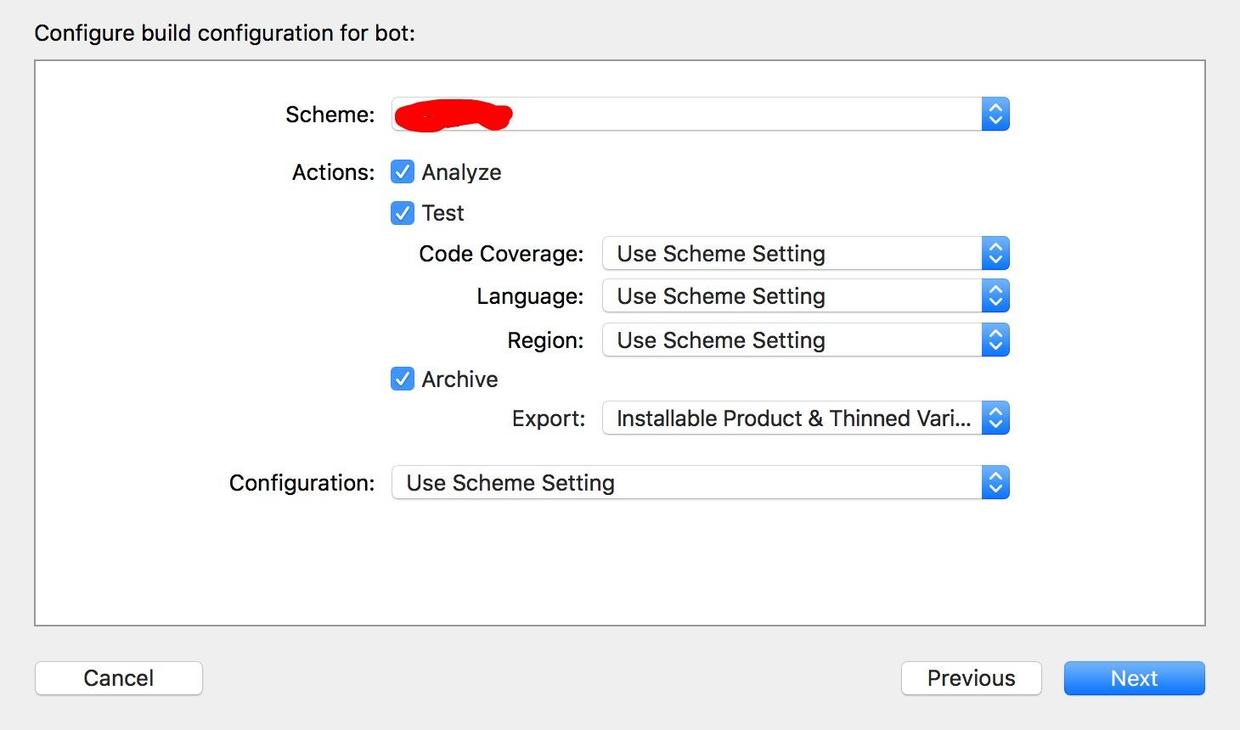 Configure build configuration for bot:
Scheme:
Actions: Analyze
Test
Code Coverage: Use Scheme Setting
Language: Use Scheme Setting
Region: Use Scheme Setting
Archive
Export: Installable Product & Thinned Vari...
Configuration: Use Scheme Setting
Cancel Previous Next